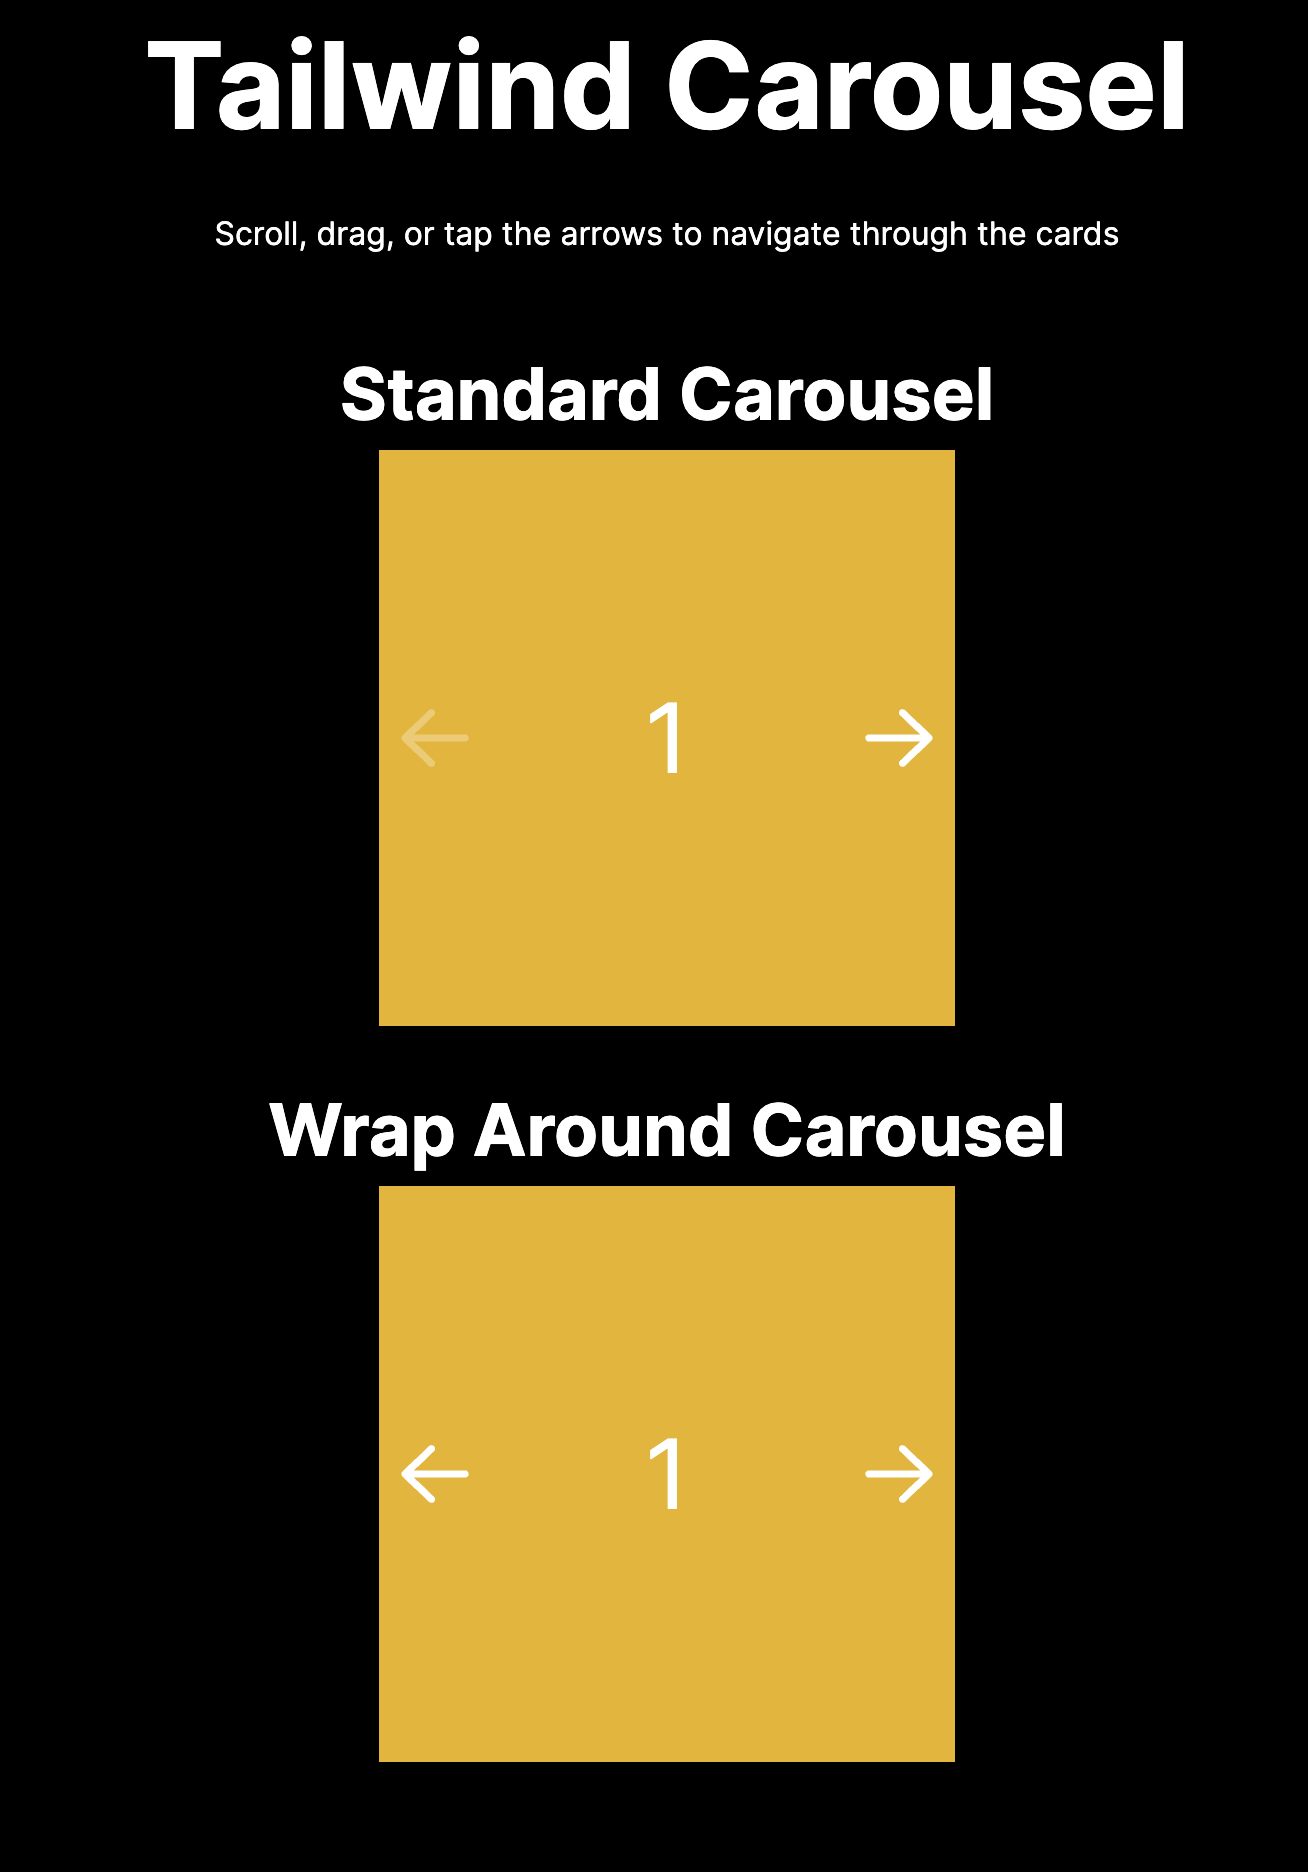 Tailwind Carousel
Scroll, drag, or tap the arrows to navigate through the cards
Standard Carousel
1
Wrap Around Carousel
1